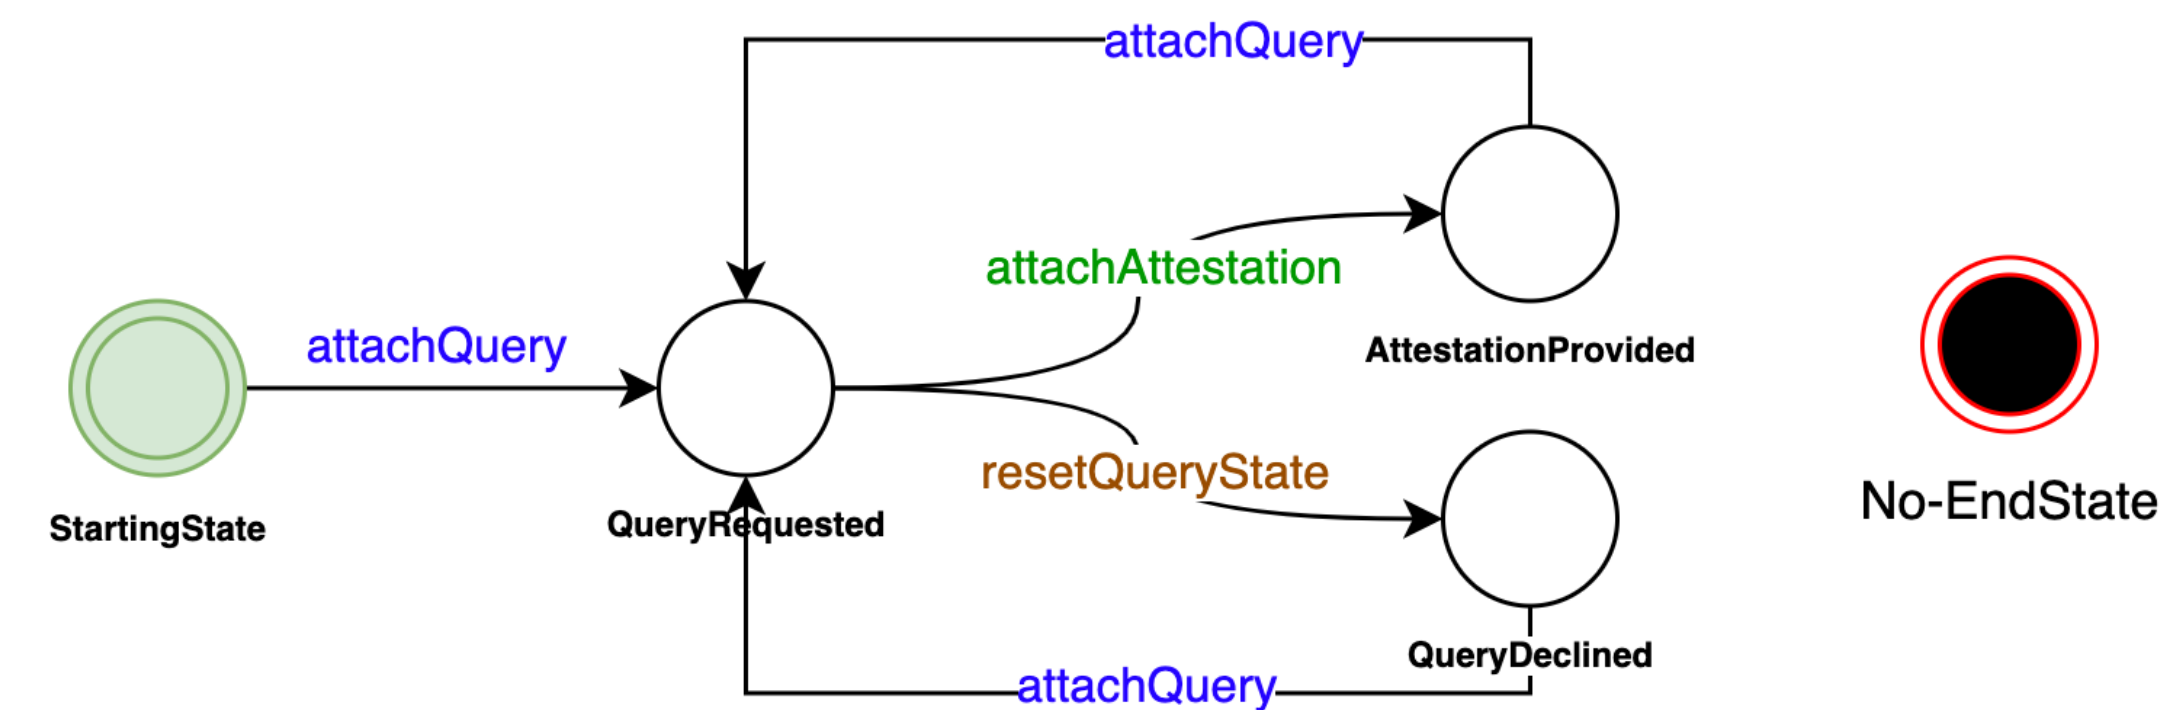 attachQuery
attachAttestation
attachQuery
AttestationProvided
resetQueryState
No-EndState
StartingState
QueryRequested
QueryDeclined
attachQuery